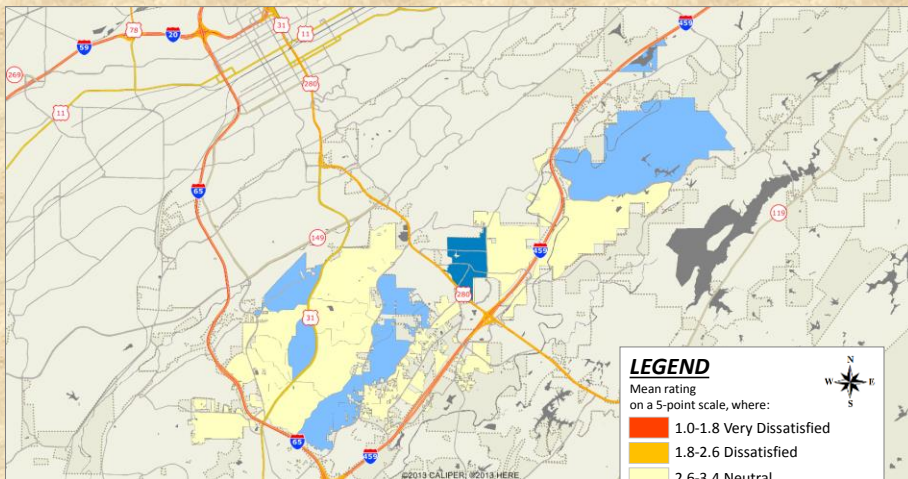 459
78
31
59
20
11
269
280
11
65
119
149
459
280
31
LEGEND
N
W E
S
Mean rating
on a 5-point scale, where:
1.0-1.8 Very Dissatisfied
1.8-2.6 Dissatisfied
2.6-3.4 Neutral
65
459
©2013 CALIPER; ©2013 HERE